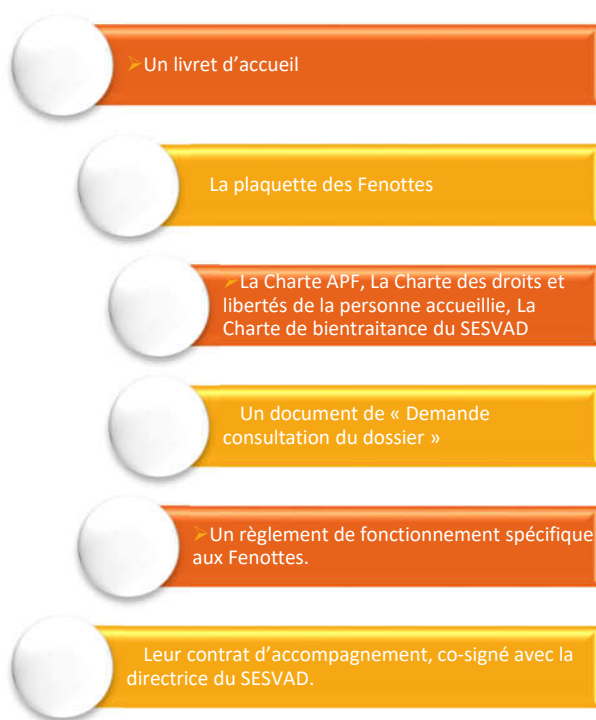 ➢Un livret d’accueil
La plaquette des Fenottes
➢La Charte APF, La Charte des droits et
libertés de la personne accueillie, La
Charte de bientraitance du SESVAD
Un document de « Demande
consultation du dossier »
➢Un règlement de fonctionnement spécifique
aux Fenottes.
Leur contrat d’accompagnement, co-signé avec la
directrice du SESVAD.